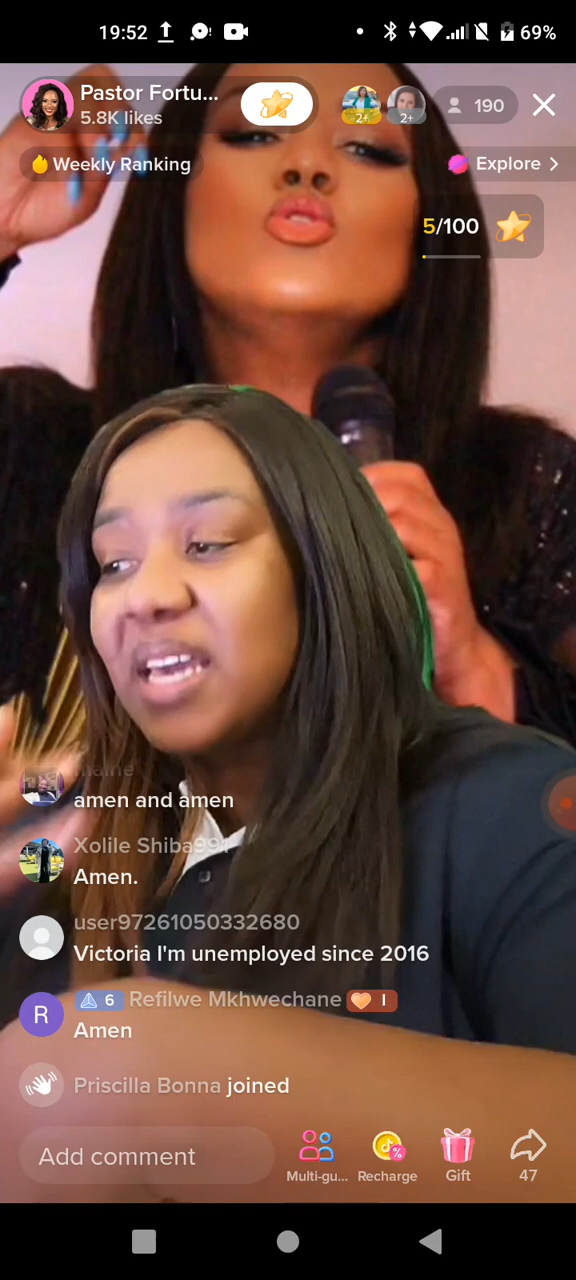 19:52
69%
Pastor Fortu...
5.8K likes
2+
2+
190
Weekly Ranking
Explore >
5/100
maine
amen and amen
Xolile Shiba991
Amen.
user97261050332680
Victoria I'm unemployed since 2016
R
6 Refilwe Mkhwechane I
Amen
Priscilla Bonna joined
Add comment
Multi-gu...
Recharge
Gift
47